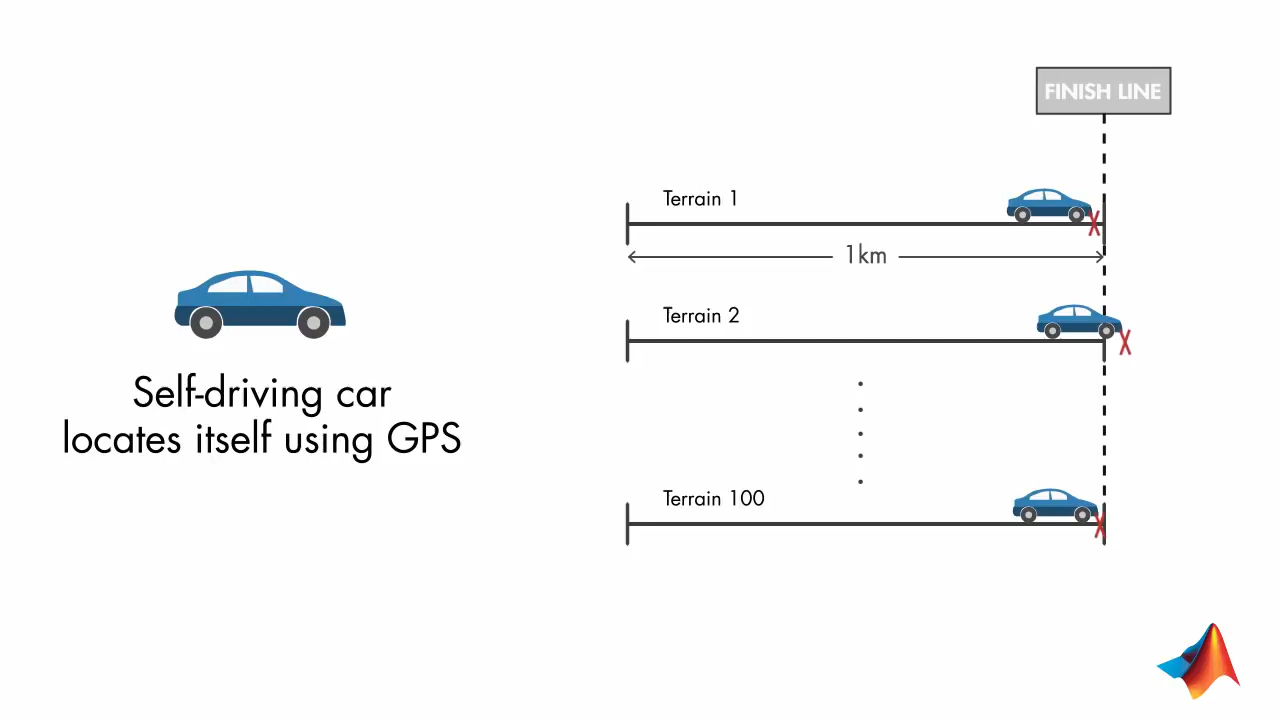 FINISH LINE
Terrain 1
1km
Terrain 2
Self-driving car
locates itself using GPS
Terrain 100